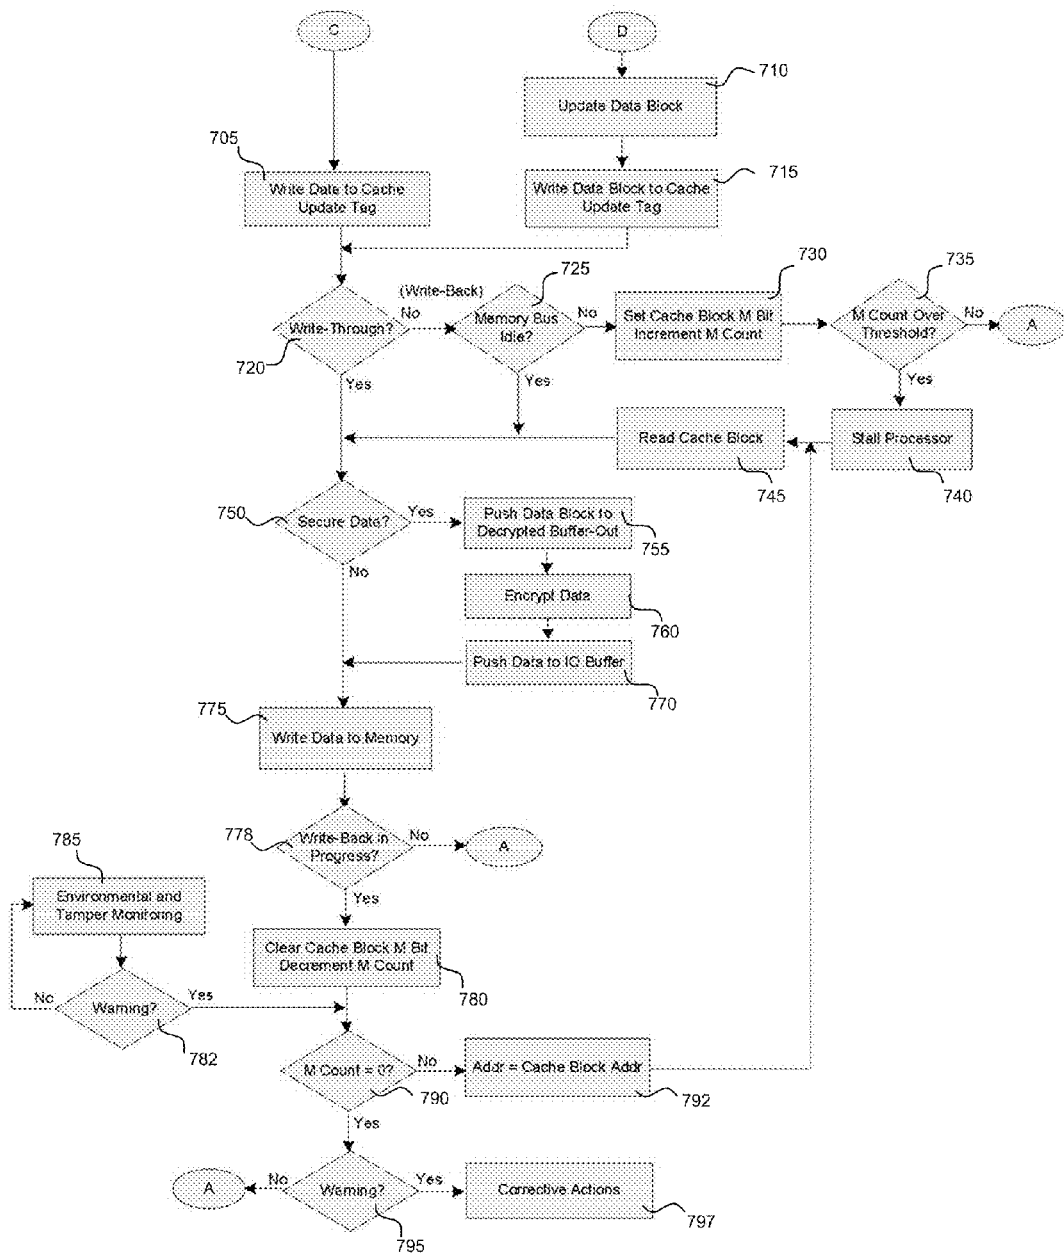 C
D
710
Update Data Block
705
715
Write Data to Cache
Update Tag
Write Data Block to Cache
Update Tag
725
730
735
(Write-Back)
Write-Through?
No
Memory Bus
Idle?
No
Set Cache Block M Bit
Increment M Count
M Count Over
Threshold?
No
A
720
Yes
Yes
Yes
Read Cache Block
Stall Processor
745
740
750
Secure Data?
Yes
Push Data Block to
Decrypted Buffer-Out
755
No
Encrypt Data
760
Push Data to IO Buffer
770
775
Write Data to Memory
778
Write-Back in
Progress?
No
A
785
Yes
Environmental and
Tamper Monitoring
Clear Cache Block M Bit
Decrement M Count
780
No
Warning?
Yes
782
M Count = 0?
No
Addr = Cache Block Addr
790
792
Yes
A
No
Warning?
Yes
Corrective Actions
795
797